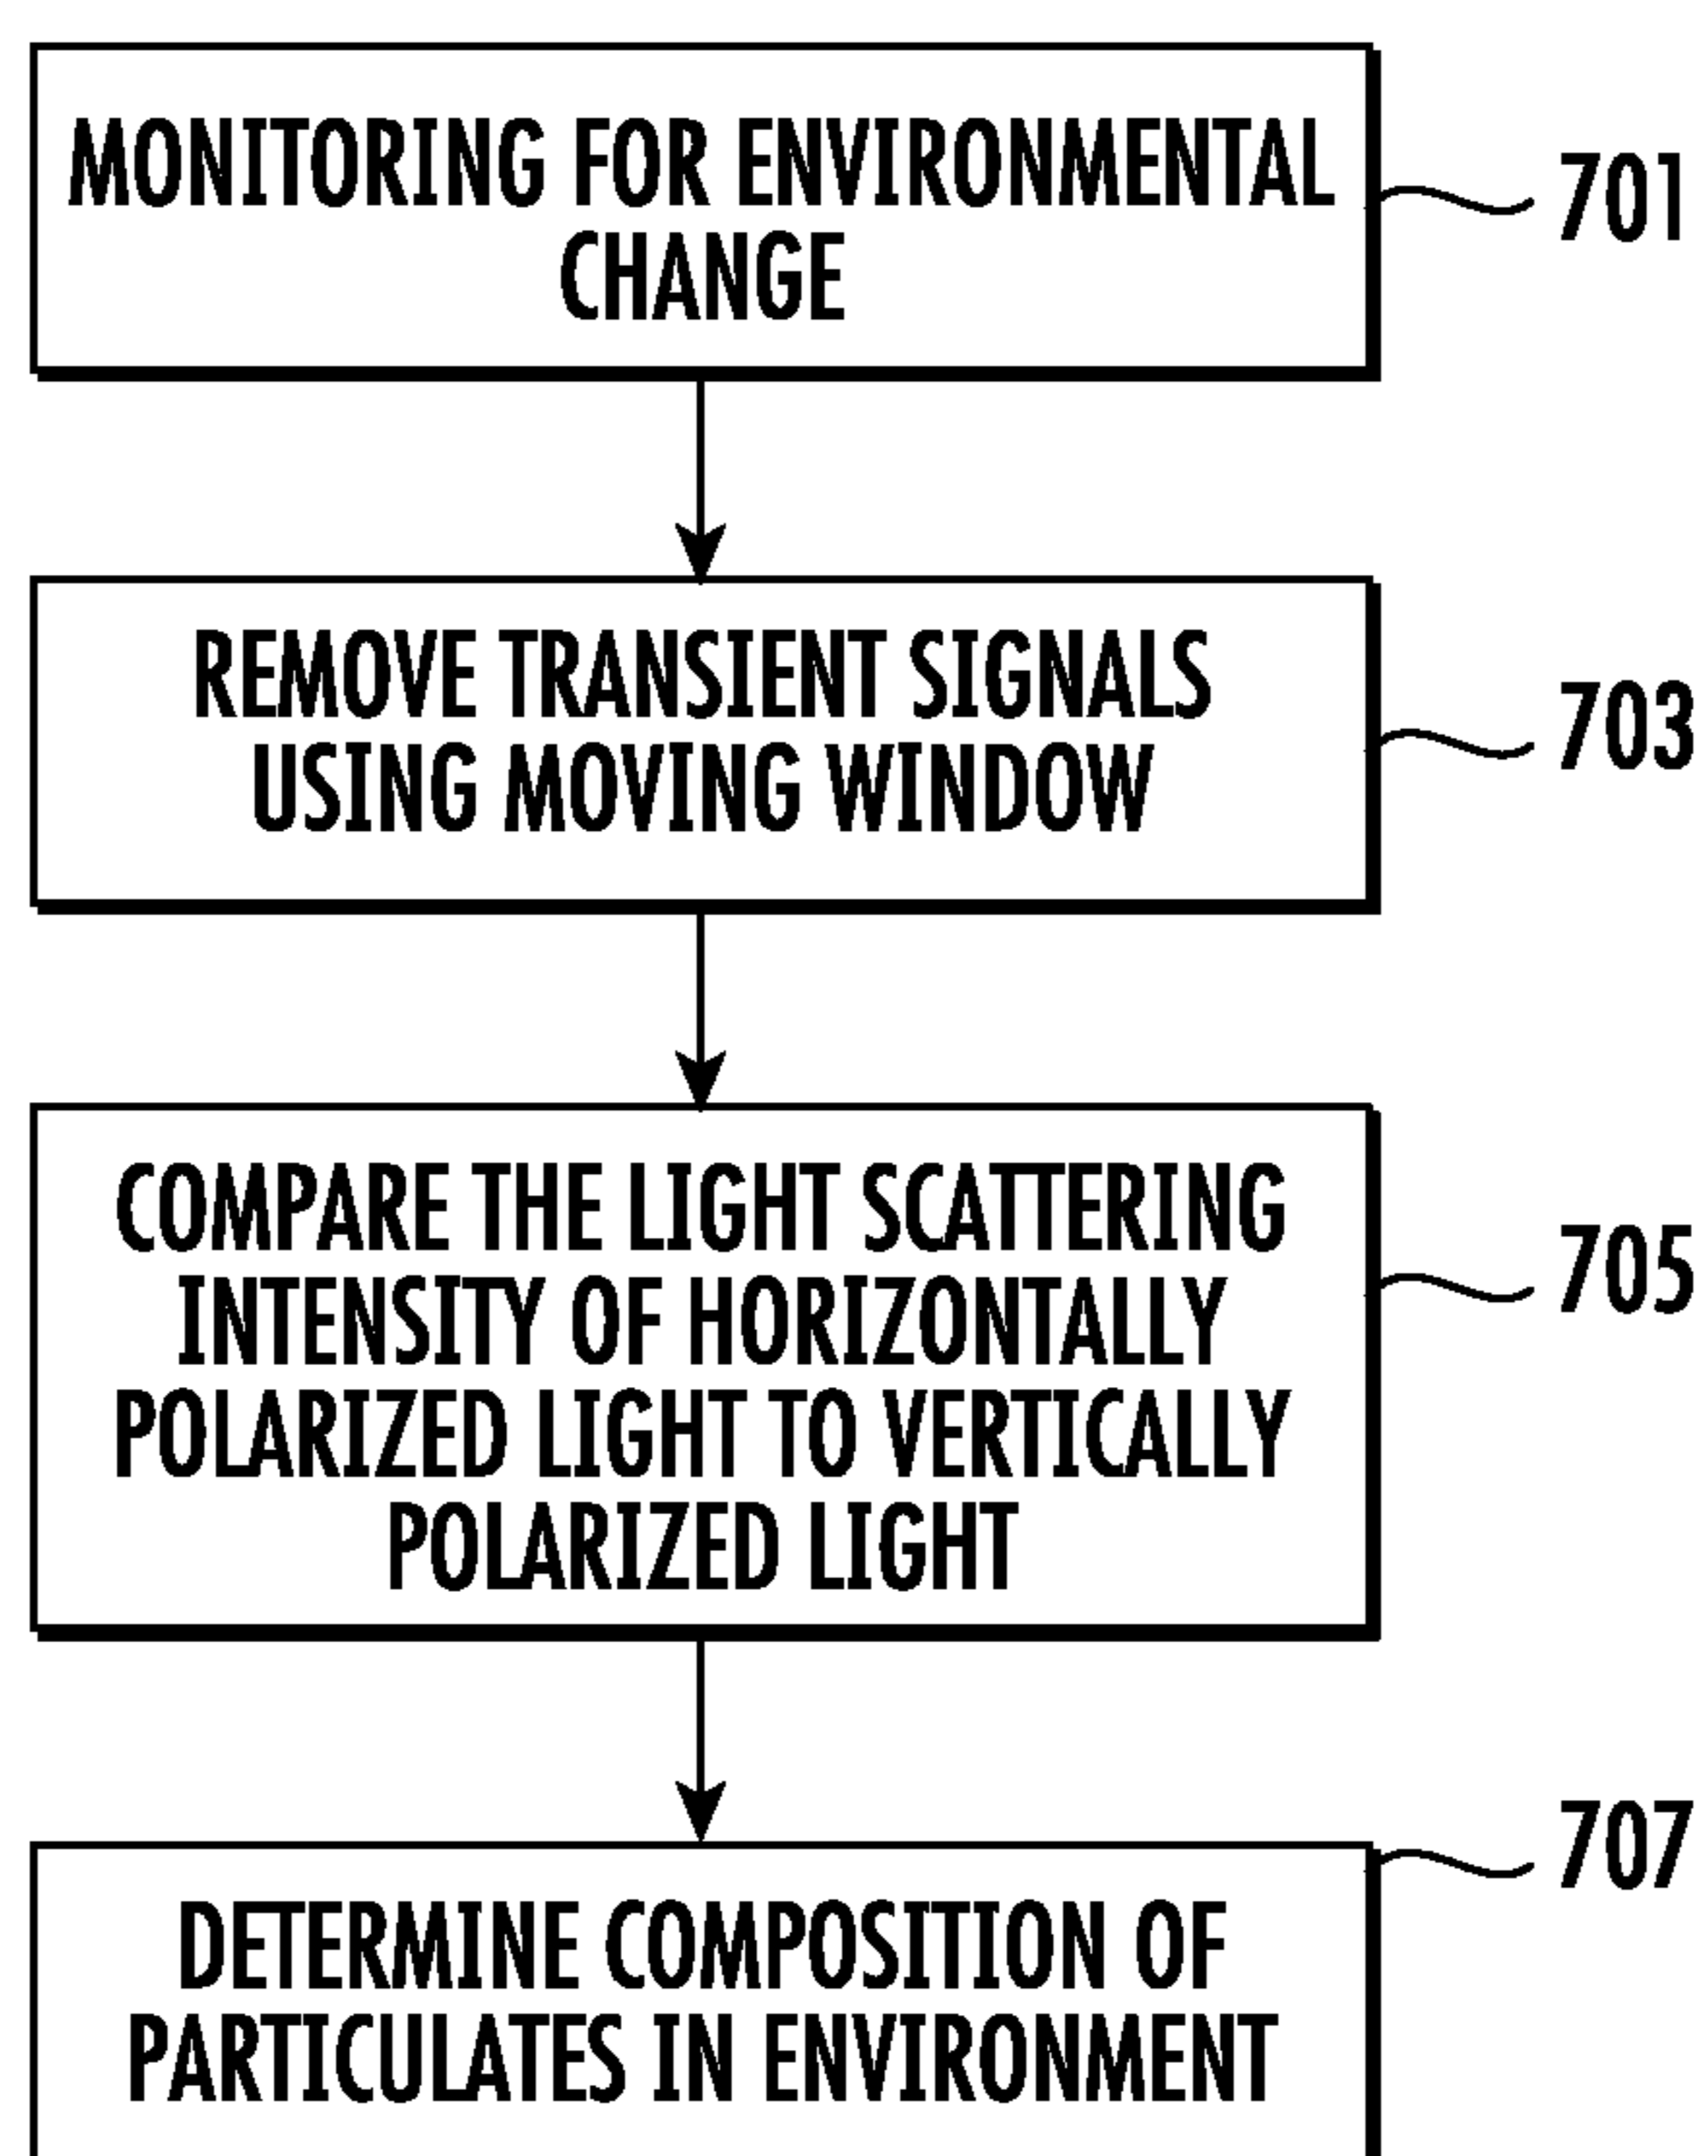 MONITORING FOR ENVIRONMENTAL
CHANGE
701
REMOVE TRANSIENT SIGNALS
USING MOVING WINDOW
703
COMPARE THE LIGHT SCATTERING
INTENSITY OF HORIZONTALLY
POLARIZED LIGHT TO VERTICALLY
POLARIZED LIGHT
705
DETERMINE COMPOSITION OF
PARTICULATES IN ENVIRONMENT
707